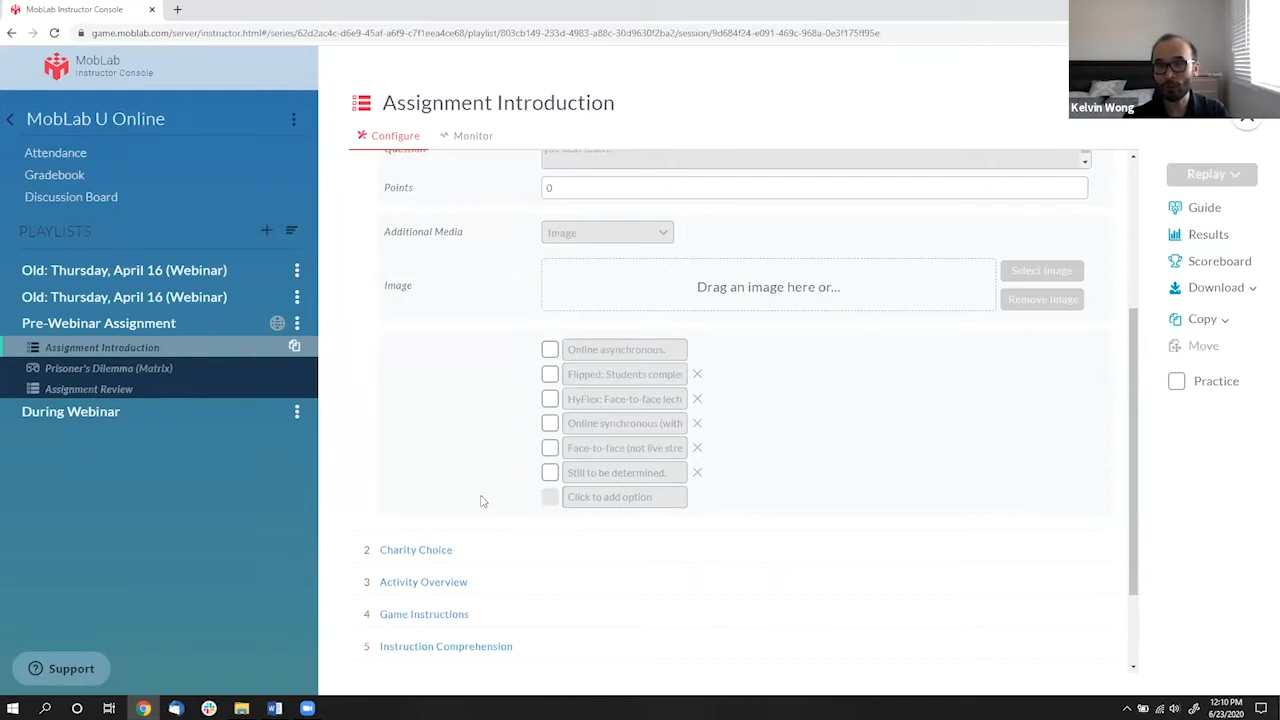 MobLab Instructor Console
game.moblab.com/server/instructor.html#/series/62d2ac4c-d6e9-45af-a6f9-c7f1eea4ce68/playlist/803cb149-233d-4983-a88c-30d9630f2ba2/session/9d684f24-e091-469c-968a-0e3f175ff95e
MobLab
Instructor Console
MobLab U Online
Attendance
Gradebook
Discussion Board
PLAYLISTS
Old: Thursday, April 16 (Webinar)
Old: Thursday, April 16 (Webinar)
Pre-Webinar Assignment
Assignment Introduction
Prisoner's Dilemma (Matrix)
Assignment Review
During Webinar
Support
Assignment Introduction
Configure
Monitor
Question
you next teach.
Points
0
Additional Media
Image
Image
Drag an image here or...
Select Image
Remove Image
Online asynchronous.
Flipped: Students comple
HyFlex: Face-to-face lect
Online synchronous (with
Face-to-face (not live stre
Still to be determined.
Click to add option
2 Charity Choice
3 Activity Overview
4 Game Instructions
5 Instruction Comprehension
Kelvin Wong
Replay
Guide
Results
Scoreboard
Download
Copy
Move
Practice
12:10 PM
6/23/2020